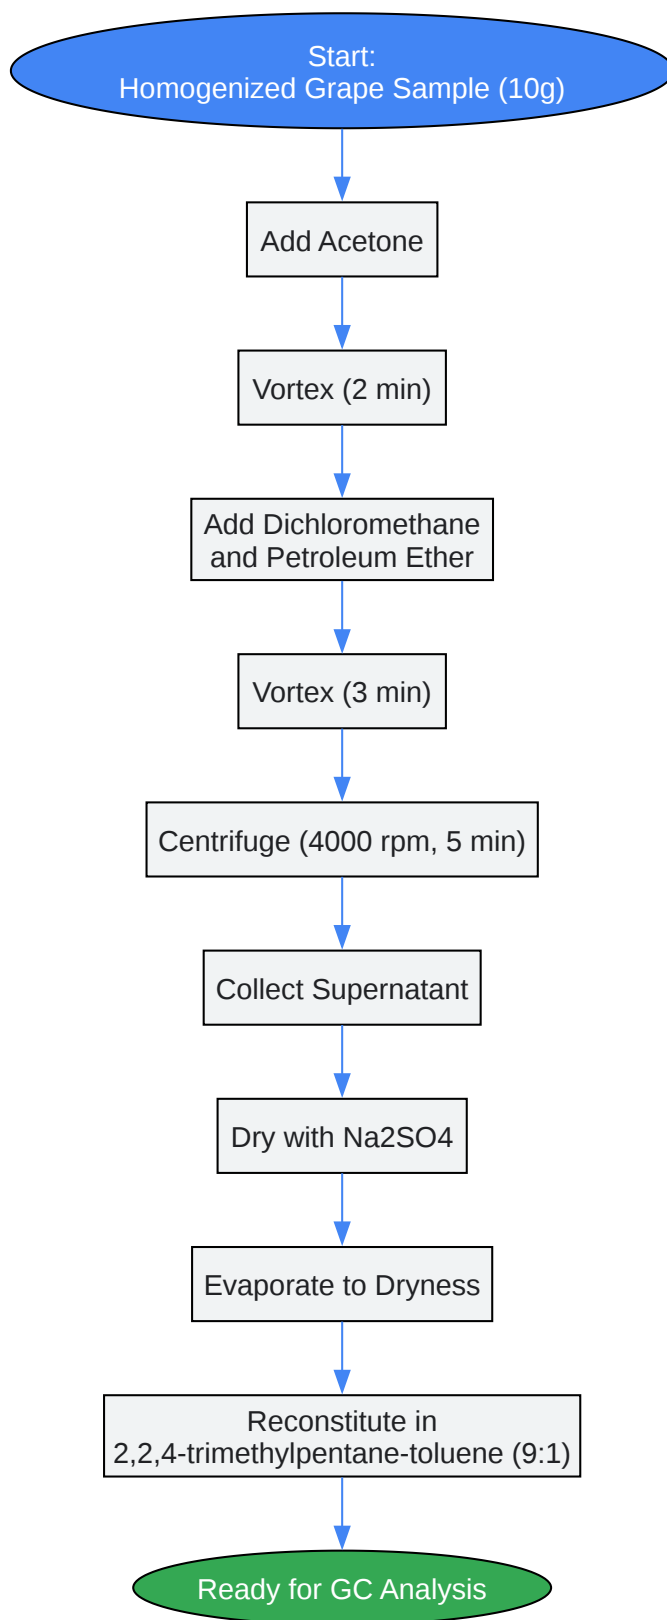 Start:
Homogenized Grape Sample (10g)
Add Acetone
Vortex (2 min)
Add Dichloromethane
and Petroleum Ether
Vortex (3 min)
Centrifuge (4000 rpm, 5 min)
Collect Supernatant
Dry with Na2SO4
Evaporate to Dryness
Reconstitute in
2,2,4-trimethylpentane-toluene (9:1)
Ready for GC Analysis